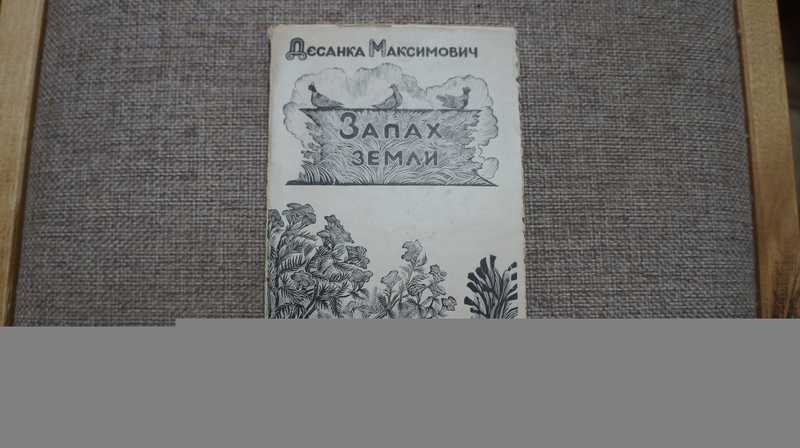 Десанка Максимович
Запах
земли